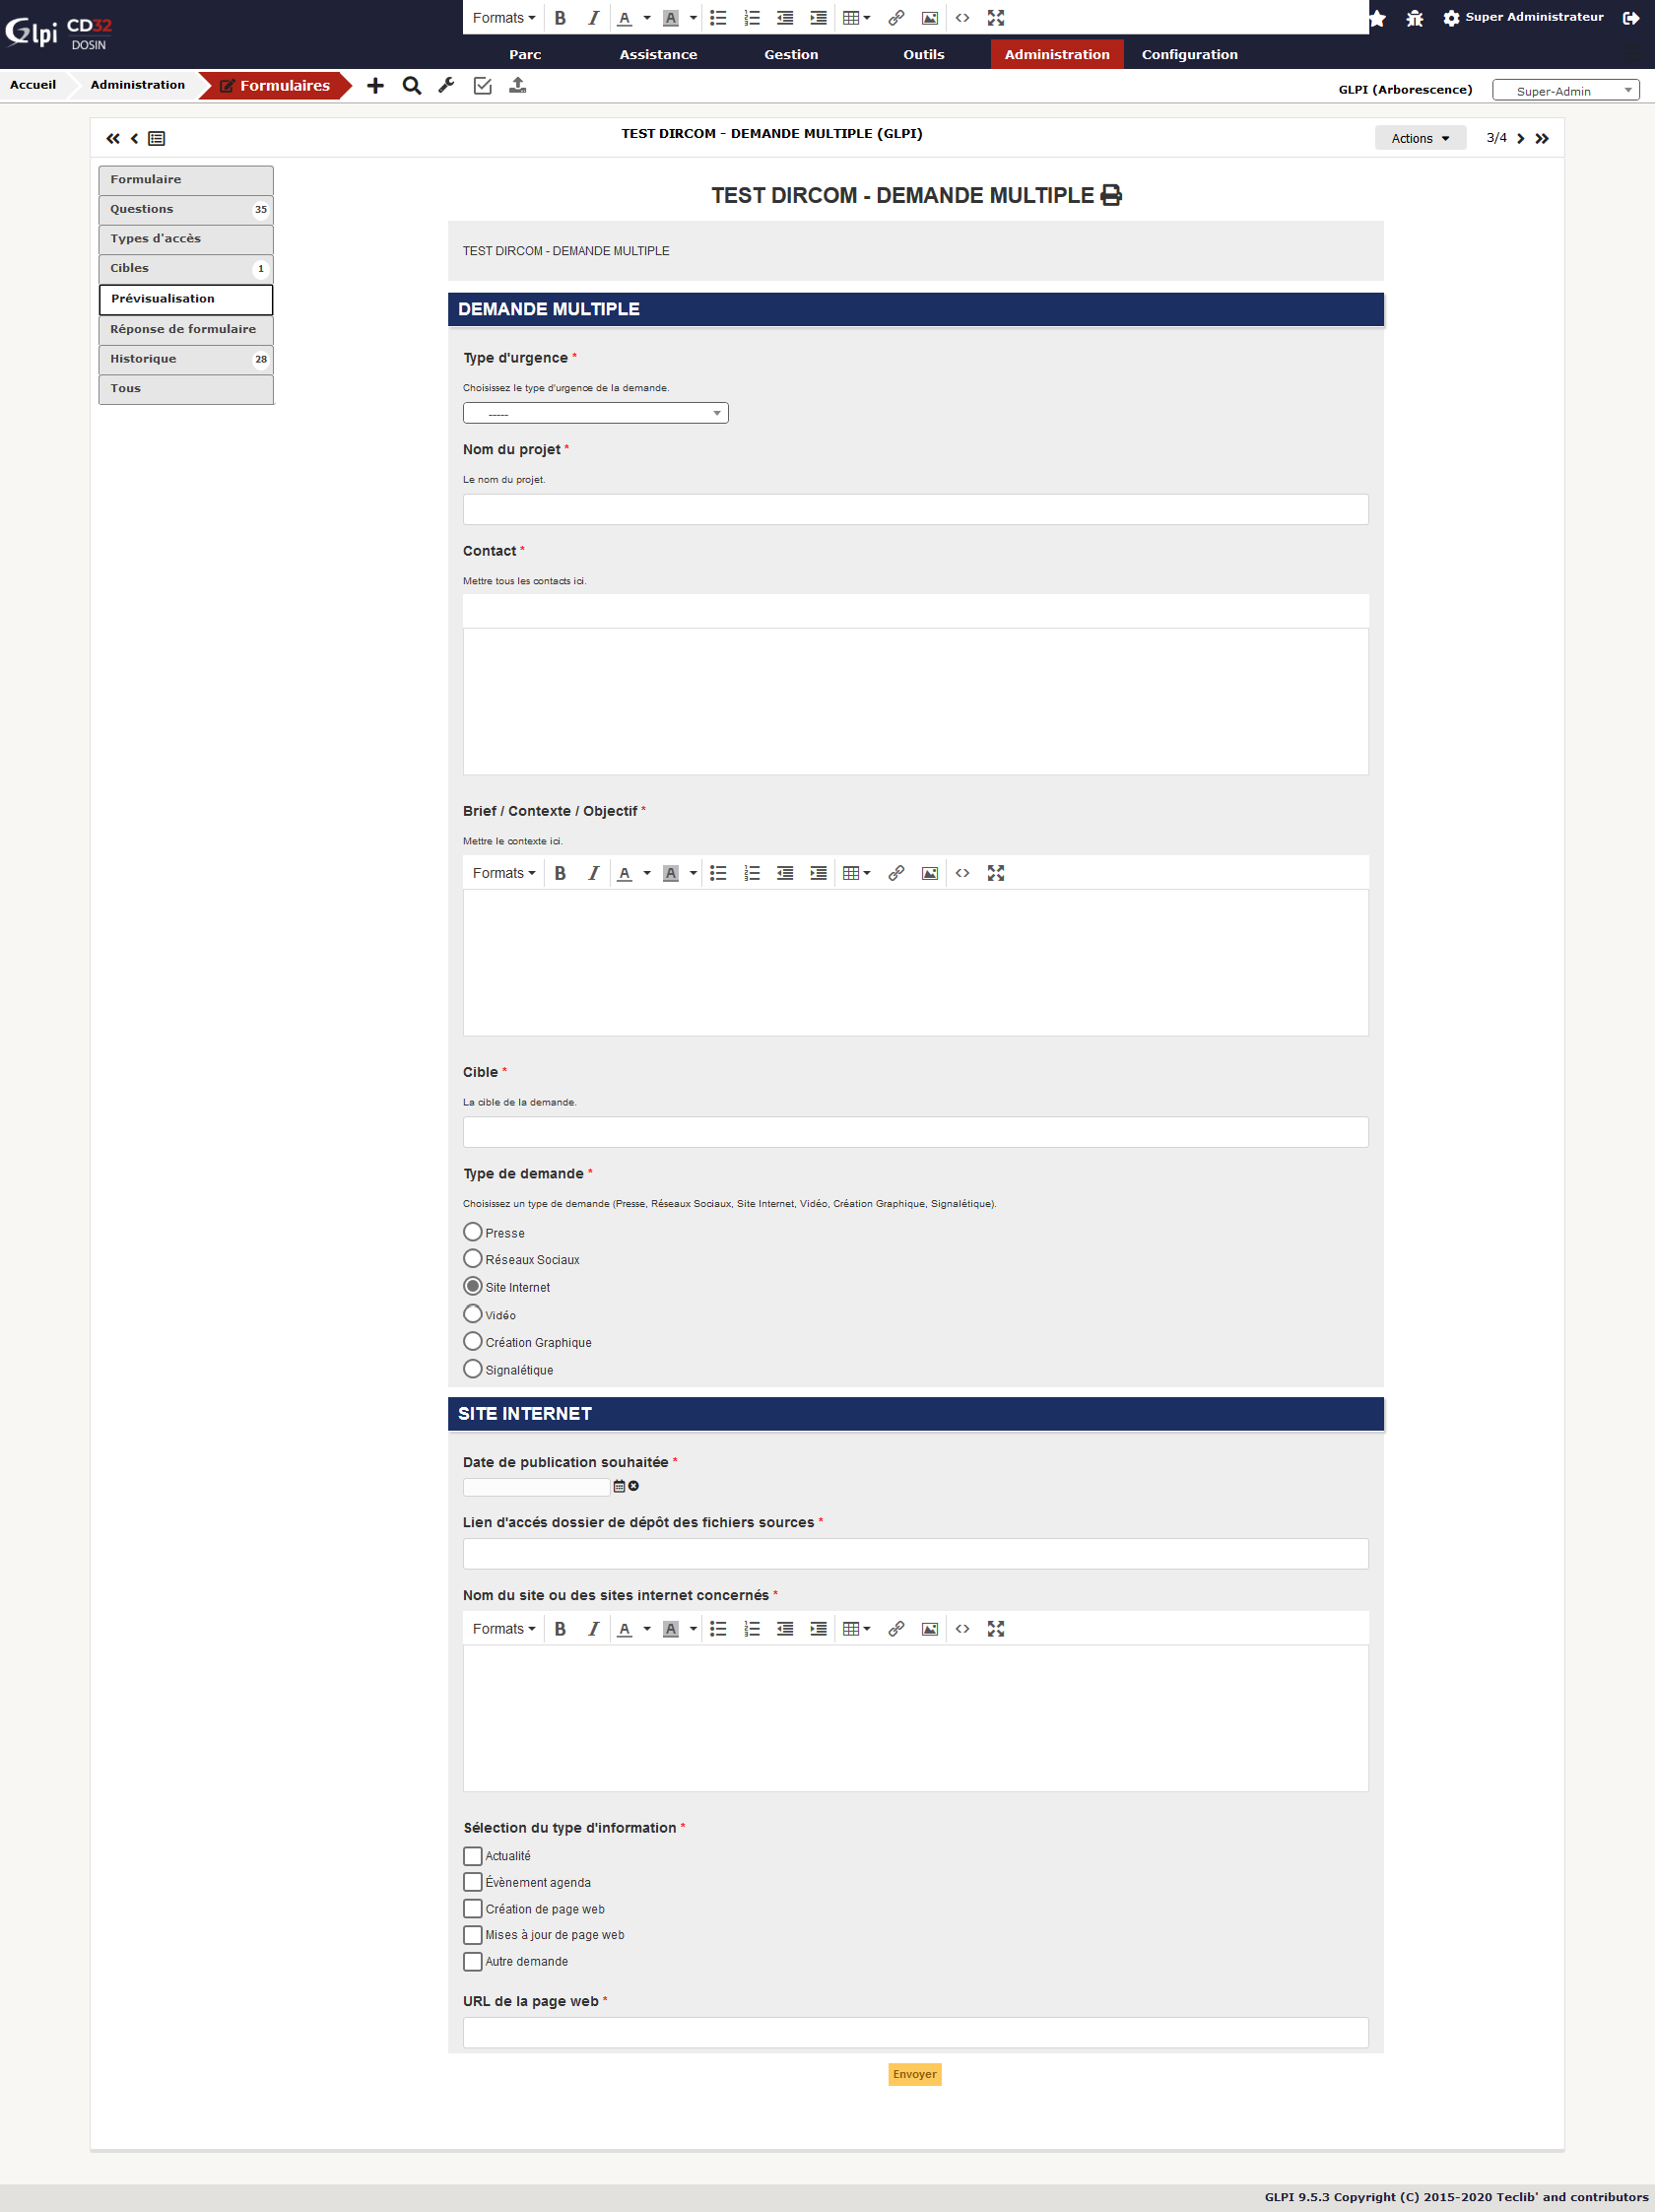 Formats B I A A
Glpi CD32
DOSIN
Super Administrateur
Parc Assistance Gestion Outils Administration Configuration
Accueil Administration Formulaires
GLPI (Arborescence) Super-Admin
TEST DIRCOM - DEMANDE MULTIPLE (GLPI)
Actions 3/4
Formulaire
Questions 35
Types d'accès
Cibles 1
Prévisualisation
Réponse de formulaire
Historique 28
Tous
TEST DIRCOM - DEMANDE MULTIPLE
TEST DIRCOM - DEMANDE MULTIPLE
DEMANDE MULTIPLE
Type d'urgence *
Choisissez le type d'urgence de la demande.
-----
Nom du projet *
Le nom du projet.
Contact *
Mettre tous les contacts ici.
Brief / Contexte / Objectif *
Mettre le contexte ici.
Formats B I A A
Cible *
La cible de la demande.
Type de demande *
Choisissez un type de demande (Presse, Réseaux Sociaux, Site Internet, Vidéo, Création Graphique, Signalétique).
Presse
Réseaux Sociaux
Site Internet
Vidéo
Création Graphique
Signalétique
SITE INTERNET
Date de publication souhaitée *
Lien d'accés dossier de dépôt des fichiers sources *
Nom du site ou des sites internet concernés *
Formats B I A A
Sélection du type d'information *
Actualité
Évènement agenda
Création de page web
Mises à jour de page web
Autre demande
URL de la page web *
Envoyer
GLPI 9.5.3 Copyright (C) 2015-2020 Teclib' and contributors